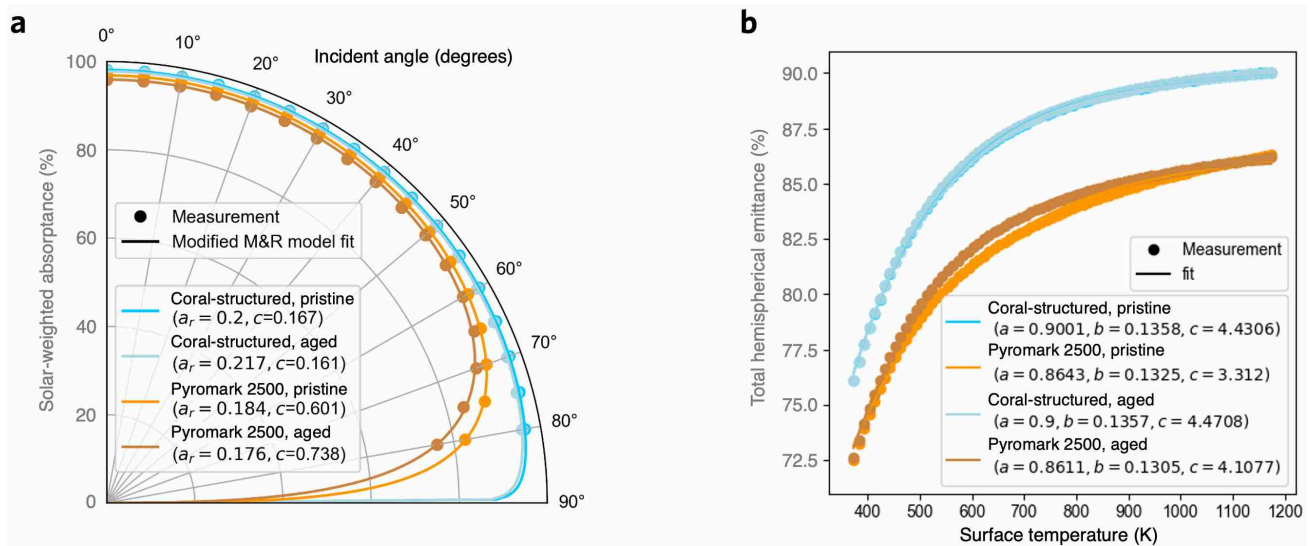 a
Incident angle (degrees)
0°
10°
20°
30°
40°
50°
60°
70°
80°
90°
Solar-weighted absorptance (%)
100
80
60
40
20
0
Measurement
Modified M&R model fit
Coral-structured, pristine
(aᵣ = 0.2, c=0.167)
Coral-structured, aged
(aᵣ = 0.217, c=0.161)
Pyromark 2500, pristine
(aᵣ = 0.184, c=0.601)
Pyromark 2500, aged
(aᵣ = 0.176, c=0.738)
b
Total hemispherical emittance (%)
90.0
87.5
85.0
82.5
80.0
77.5
75.0
72.5
Measurement
fit
Coral-structured, pristine
(a = 0.9001, b = 0.1358, c = 4.4306)
Pyromark 2500, pristine
(a = 0.8643, b = 0.1325, c = 3.312)
Coral-structured, aged
(a = 0.9, b = 0.1357, c = 4.4708)
Pyromark 2500, aged
(a = 0.8611, b = 0.1305, c = 4.1077)
400 500 600 700 800 900 1000 1100 1200
Surface temperature (K)